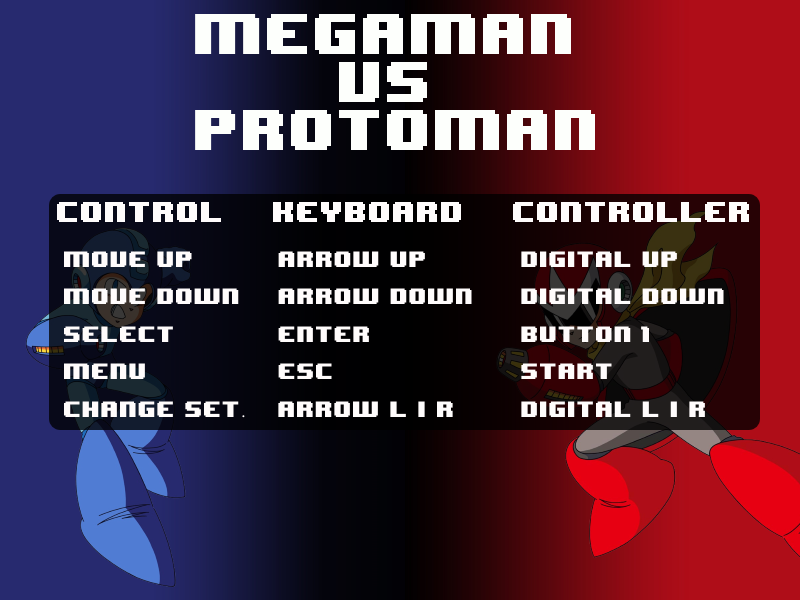 MEGAMAN
VS
PROTOMAN
CONTROL KEYBOARD CONTROLLER
MOVE UP ARROW UP DIGITAL UP
MOVE DOWN ARROW DOWN DIGITAL DOWN
SELECT ENTER BUTTON 1
MENU ESC START
CHANGE SET. ARROW L | R DIGITAL L | R